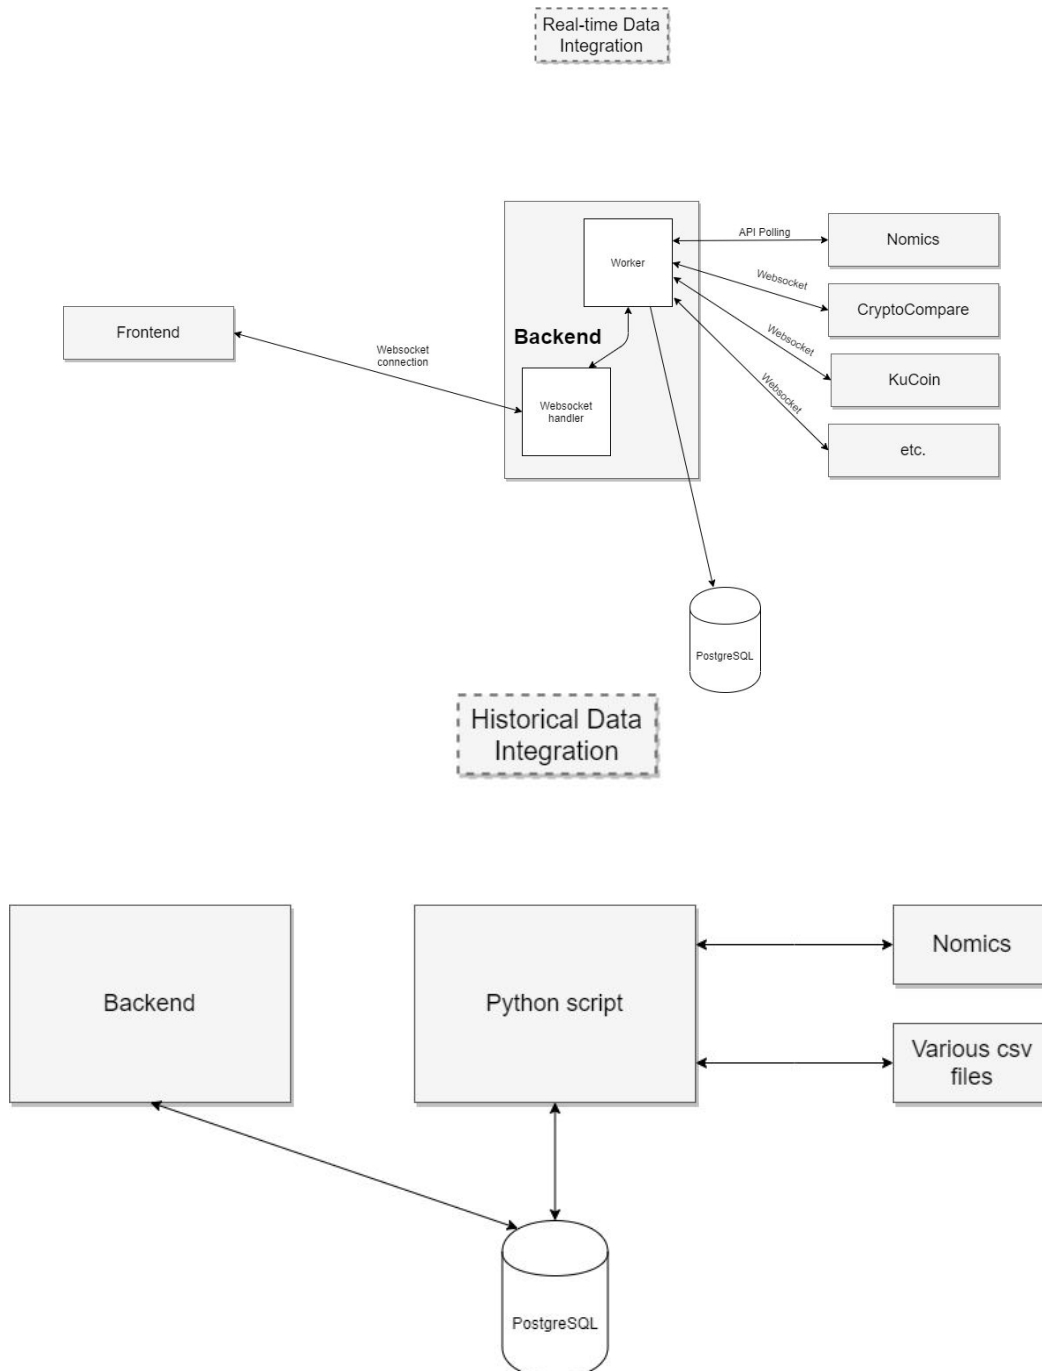 Real-time Data
Integration
Nomics
API Polling
Worker
Websocket
CryptoCompare
Frontend
Backend
Websocket
connection
Websocket
KuCoin
Websocket
Websocket
handler
etc.
PostgreSQL
Historical Data
Integration
Backend
Python script
Nomics
Various csv
files
PostgreSQL